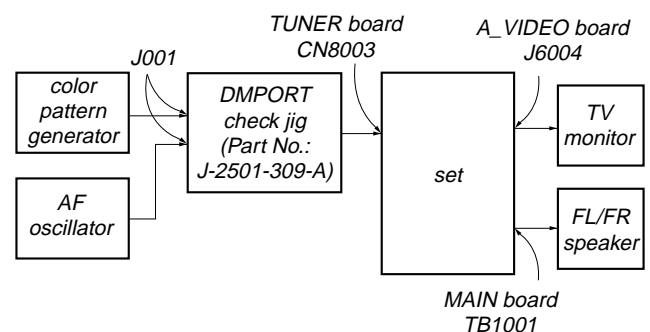 TUNER board
CN8003
A_VIDEO board
J6004
J001
color
pattern
generator
DMPORT
check jig
(Part No.:
J-2501-309-A)
set
TV
monitor
AF
oscillator
FL/FR
speaker
MAIN board
TB1001